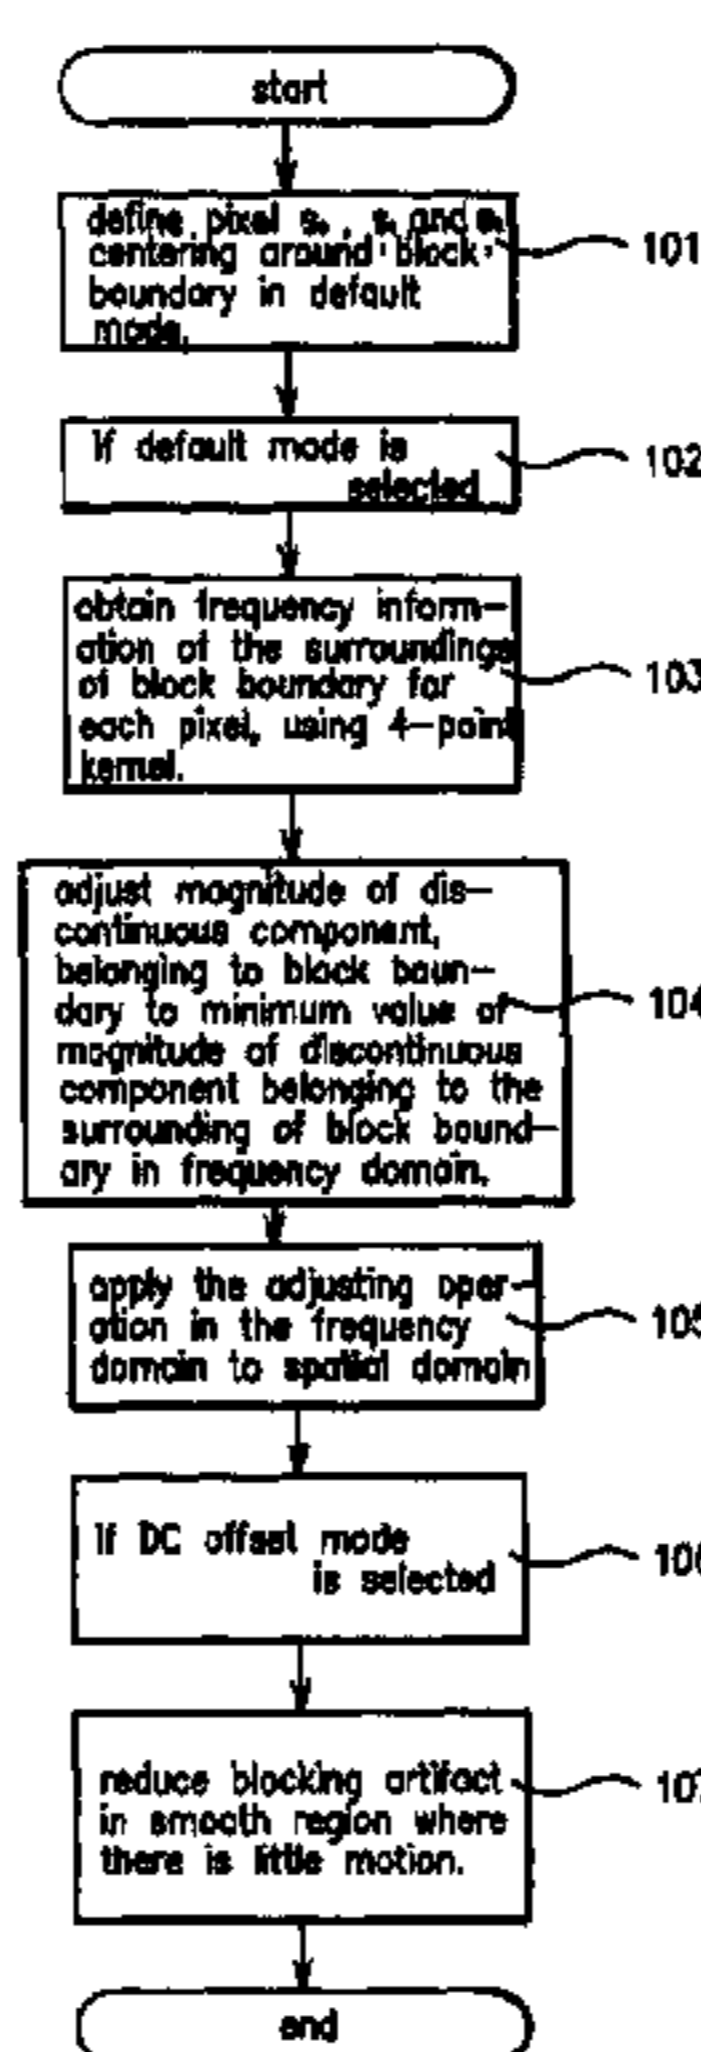 start
define pixel and
centering around block
boundary in default
mode.
101
If default mode is
selected
102
obtain frequency inform-
ation of the surroundings
of block boundary for
each pixel, using 4-point
kernel.
103
adjust magnitude of dis-
continuous component,
belonging to block boun-
dary to minimum value of
magnitude of discontinuous
component belonging to the
surrounding of block bound-
ary in frequency domain.
104
apply the adjusting oper-
ation in the frequency
domain to spatial domain
105
If DC offset mode
is selected
106
reduce blocking artifact
in smooth region where
there is little motion.
107
end